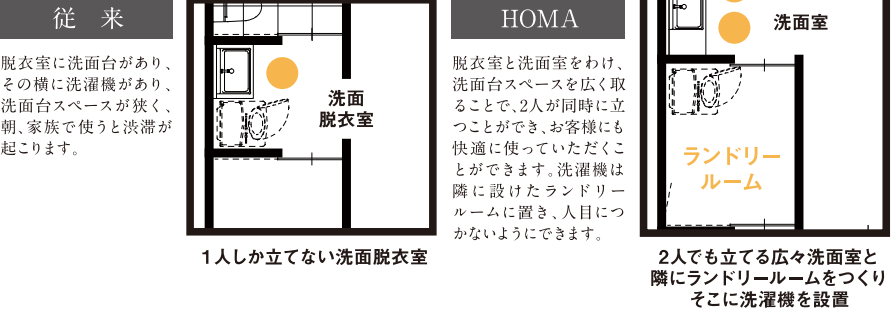 従 来
脱衣室に洗面台があり、
その横に洗濯機があり、
洗面台スペースが狭く、
朝、家族で使うと渋滞が
起こります。
洗面
脱衣室
1人しか立てない洗面脱衣室
HOMA
脱衣室と洗面室をわけ、
洗面台スペースを広く取
ることで、2人が同時に立
つことができ、お客様にも
快適に使っていただくこ
とができます。洗濯機は
隣に設けたランドリー
ルームに置き、人目につ
かないようにできます。
洗面室
ランドリー
ルーム
2人でも立てる広々洗面室と
隣にランドリールームをつくり
そこに洗濯機を設置